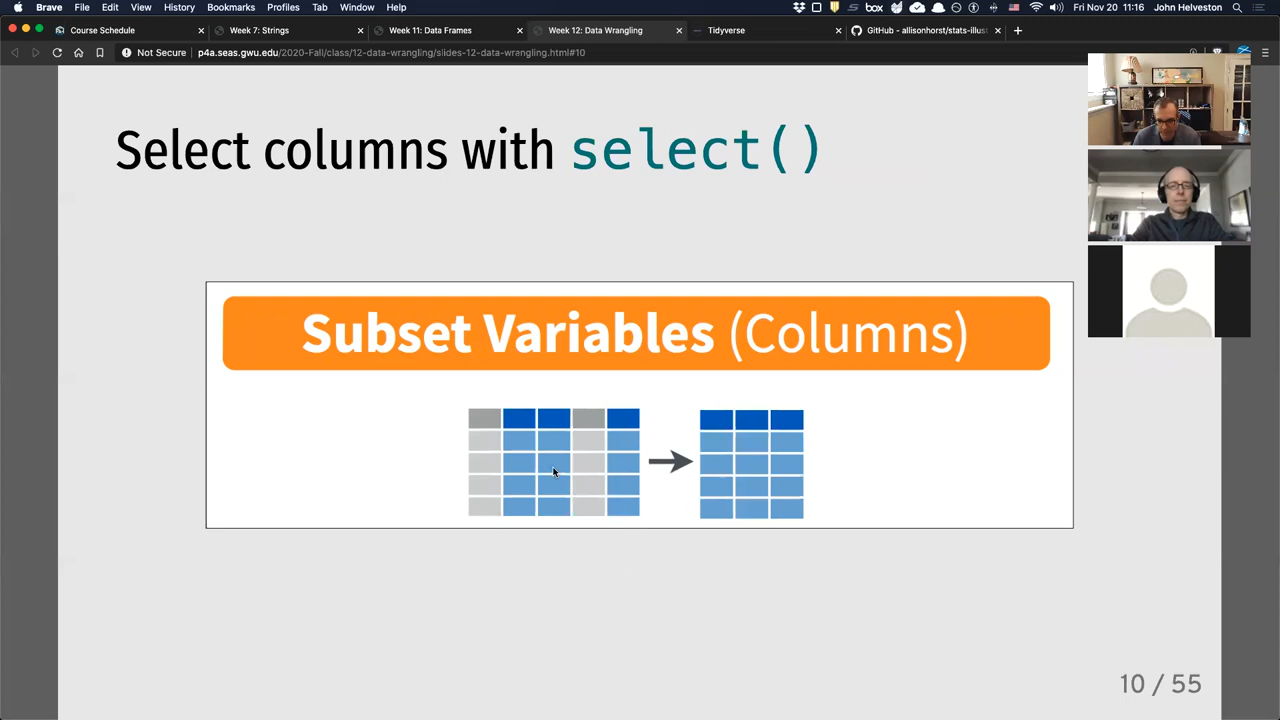 Brave File Edit View History Bookmarks Profiles Tab Window Help
box Fri Nov 20 11:16 John Helveston
Course Schedule × Week 7: Strings × Week 11: Data Frames × Week 12: Data Wrangling × Tidyverse × GitHub - allisonhorst/stats-illust × +
Not Secure p4a.seas.gwu.edu/2020-Fall/class/12-data-wrangling/slides-12-data-wrangling.html#10
Select columns with select()
Subset Variables (Columns)
10 / 55